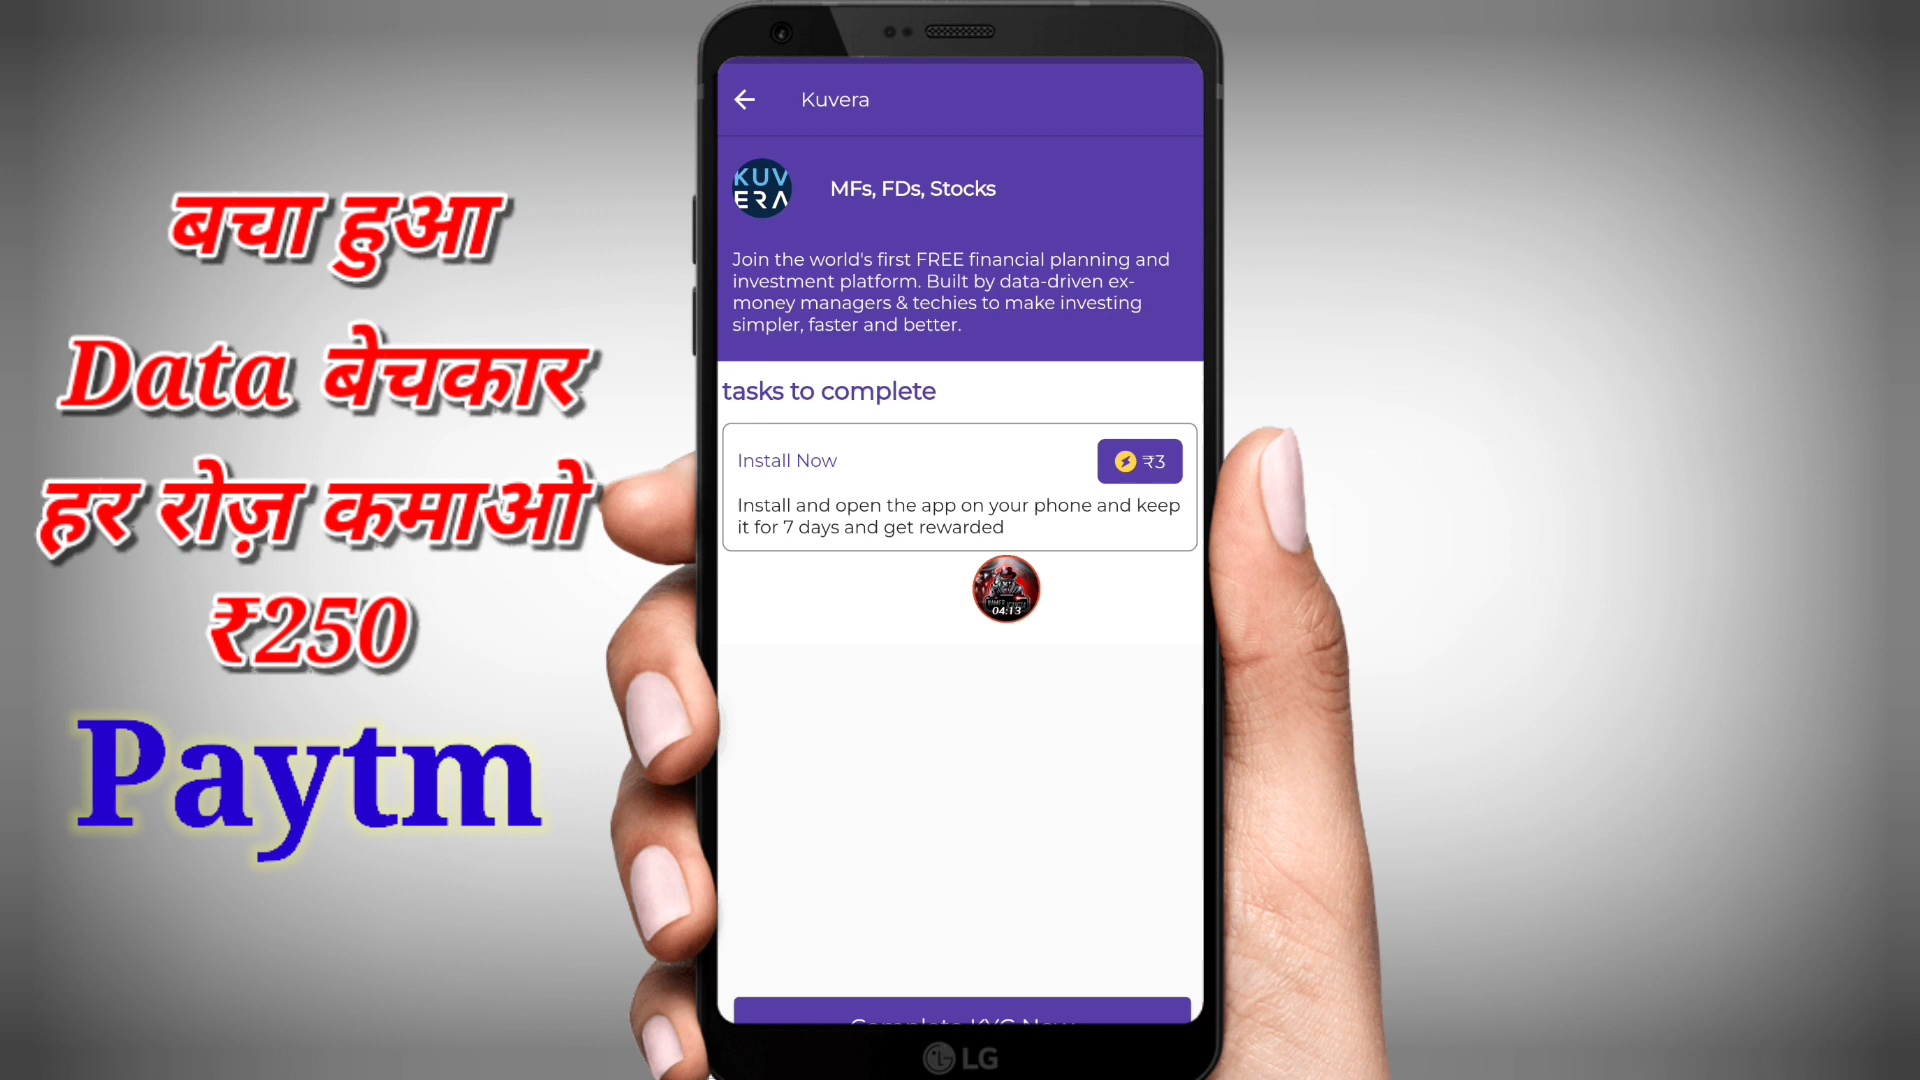 बचा हुआ
Data बेचकार
हर रोज़ कमाओ
₹250
Paytm
Kuvera
KUV
ERA
MFs, FDs, Stocks
Join the world's first FREE financial planning and
investment platform. Built by data-driven ex-
money managers & techies to make investing
simpler, faster and better.
tasks to complete
Install Now
₹3
Install and open the app on your phone and keep
it for 7 days and get rewarded
04:13
Complete KYC Now
LG